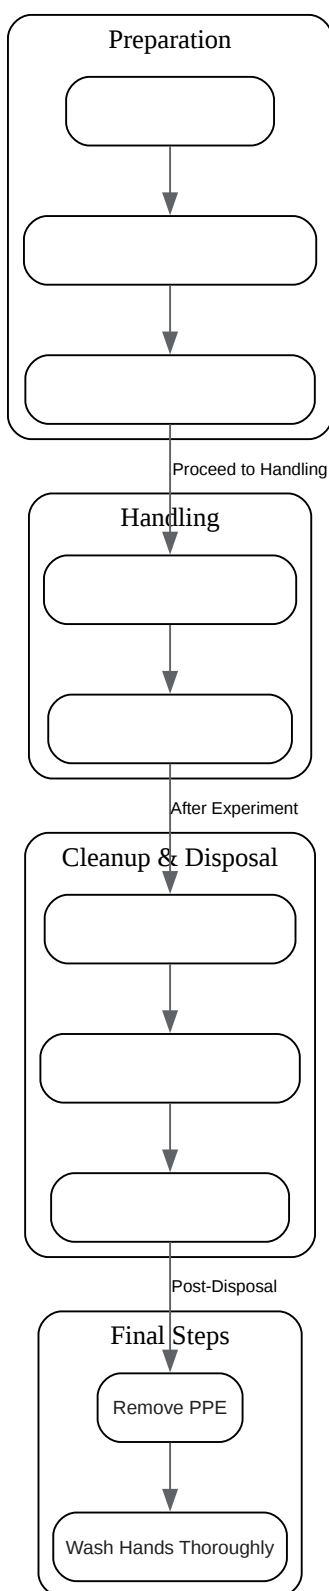 Preparation
Proceed to Handling
Handling
After Experiment
Cleanup & Disposal
Post-Disposal
Final Steps
Remove PPE
Wash Hands Thoroughly